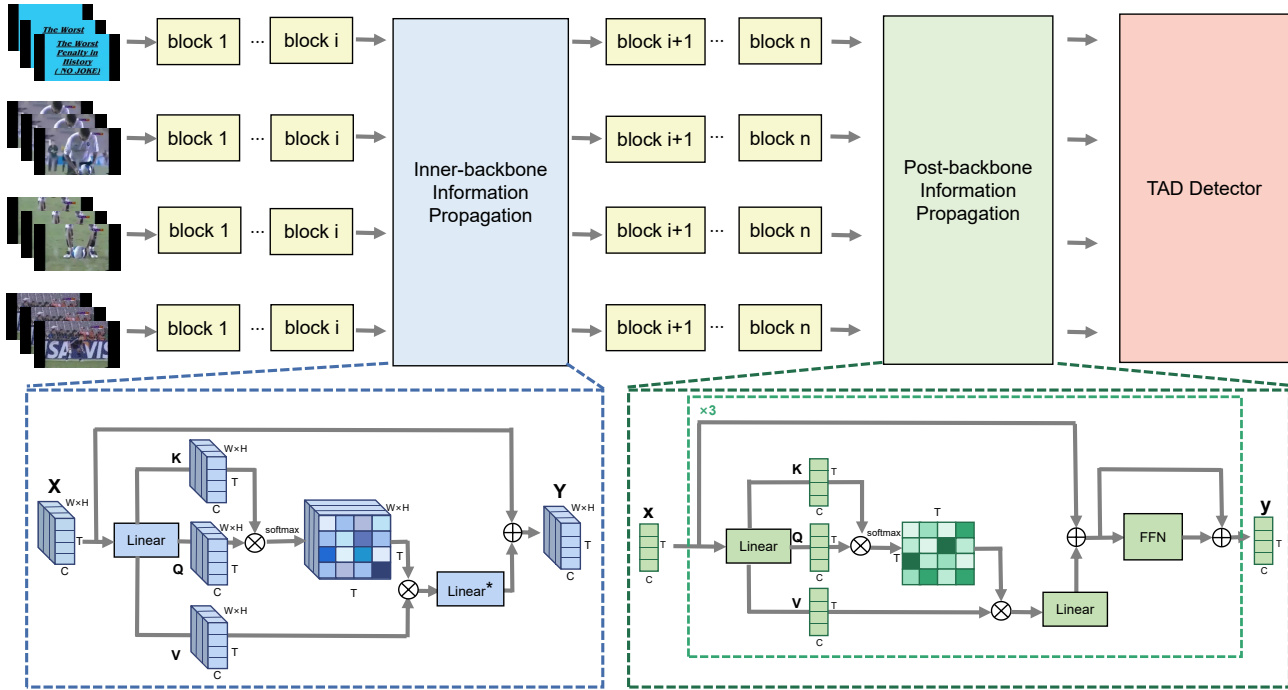 The Worst
The Worst
Penalty in
History
( NO JOKE)
block 1 ... block i
block i+1 ... block n
block 1 ... block i
block i+1 ... block n
block 1 ... block i
block i+1 ... block n
block 1 ... block i
block i+1 ... block n
Inner-backbone
Information
Propagation
Post-backbone
Information
Propagation
TAD Detector
ISA VIS
X
W×H
T
C
Linear
K
W×H
T
C
Q
W×H
T
C
V
W×H
T
C
softmax
W×H
T
T
Linear*
Y
W×H
T
C
×3
x
T
C
Linear
K
T
C
Q
T
C
V
T
C
softmax
T
T
Linear
FFN
y
T
C